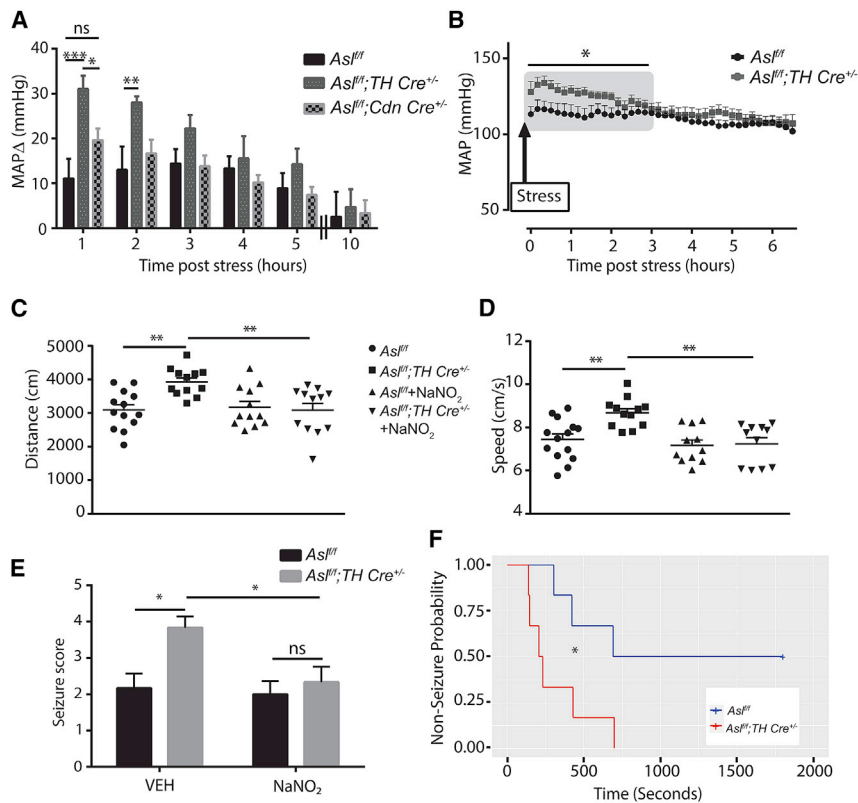 A
ns
***
*
**
Asl^f/f
Asl^f/f;TH Cre^+/-
Asl^f/f;Cdn Cre^+/-
MAPΔ (mmHg)
40
30
20
10
0
1 2 3 4 5 10
Time post stress (hours)
B
*
Asl^f/f
Asl^f/f;TH Cre^+/-
MAP (mmHg)
150
100
50
Stress
0 1 2 3 4 5 6
Time post stress (hours)
C
** **
Asl^f/f
Asl^f/f;TH Cre^+/-
Asl^f/f+NaNO₂
Asl^f/f;TH Cre^+/-
+NaNO₂
Distance (cm)
5000
4000
3000
2000
1000
0
D
** **
Speed (cm/s)
12
10
8
6
4
E
Asl^f/f
Asl^f/f;TH Cre^+/-
* *
ns
Seizure score
5
4
3
2
1
0
VEH NaNO₂
F
Non-Seizure Probability
1.00
0.75
0.50
0.25
0.00
*
Asl^f/f
Asl^f/f;TH Cre^+/-
0 500 1000 1500 2000
Time (Seconds)